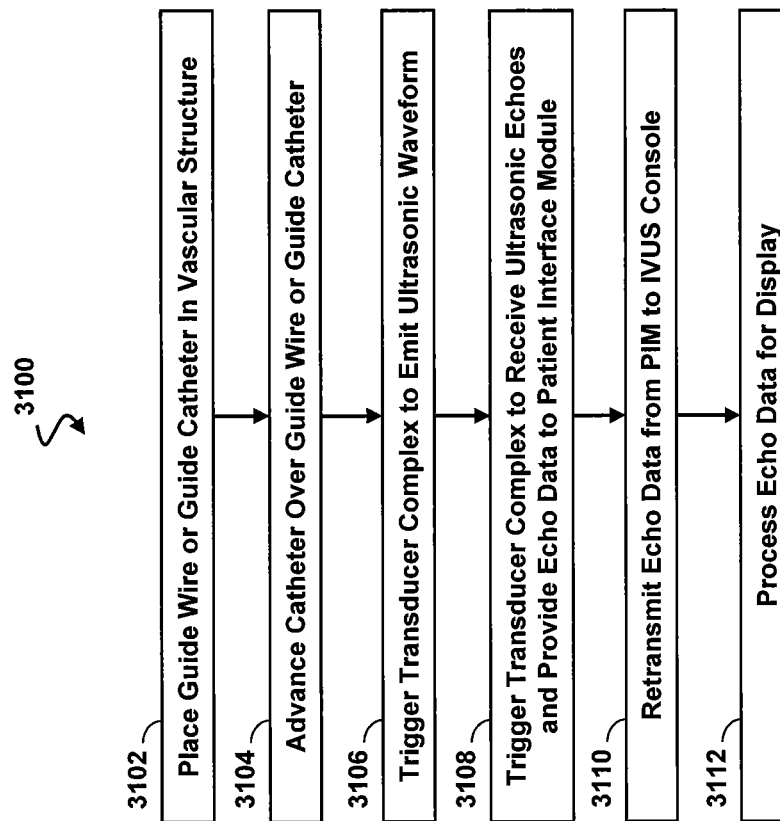 3100
3102
Place Guide Wire or Guide Catheter In Vascular Structure
3104
Advance Catheter Over Guide Wire or Guide Catheter
3106
Trigger Transducer Complex to Emit Ultrasonic Waveform
3108
Trigger Transducer Complex to Receive Ultrasonic Echoes
and Provide Echo Data to Patient Interface Module
3110
Retransmit Echo Data from PIM to IVUS Console
3112
Process Echo Data for Display